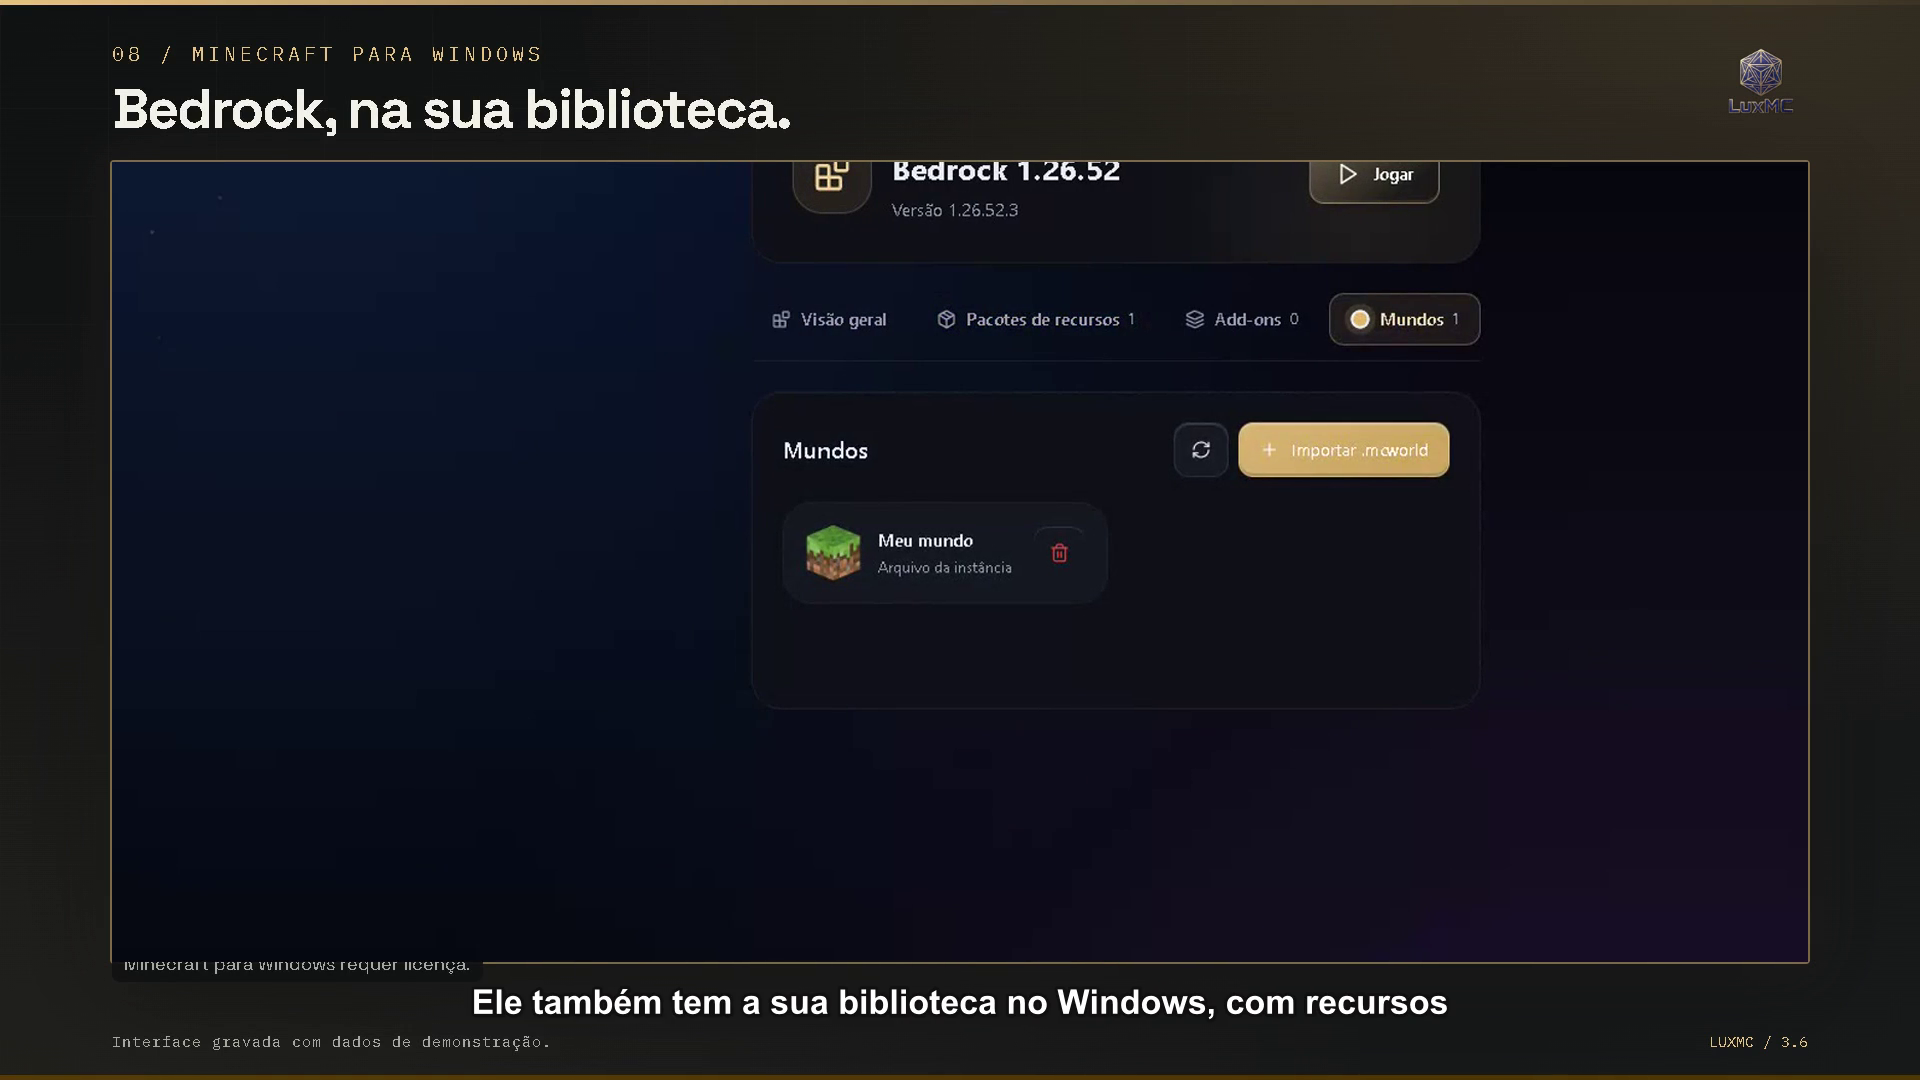 08 / MINECRAFT PARA WINDOWS
Bedrock, na sua biblioteca.
LuxMC
Bedrock 1.26.52
Versão 1.26.52.3
Jogar
Visão geral
Pacotes de recursos 1
Add-ons 0
Mundos 1
Mundos
Importar .mcworld
Meu mundo
Arquivo da instância
Minecraft para Windows requer licença.
Ele também tem a sua biblioteca no Windows, com recursos
Interface gravada com dados de demonstração.
LUXMC / 3.6